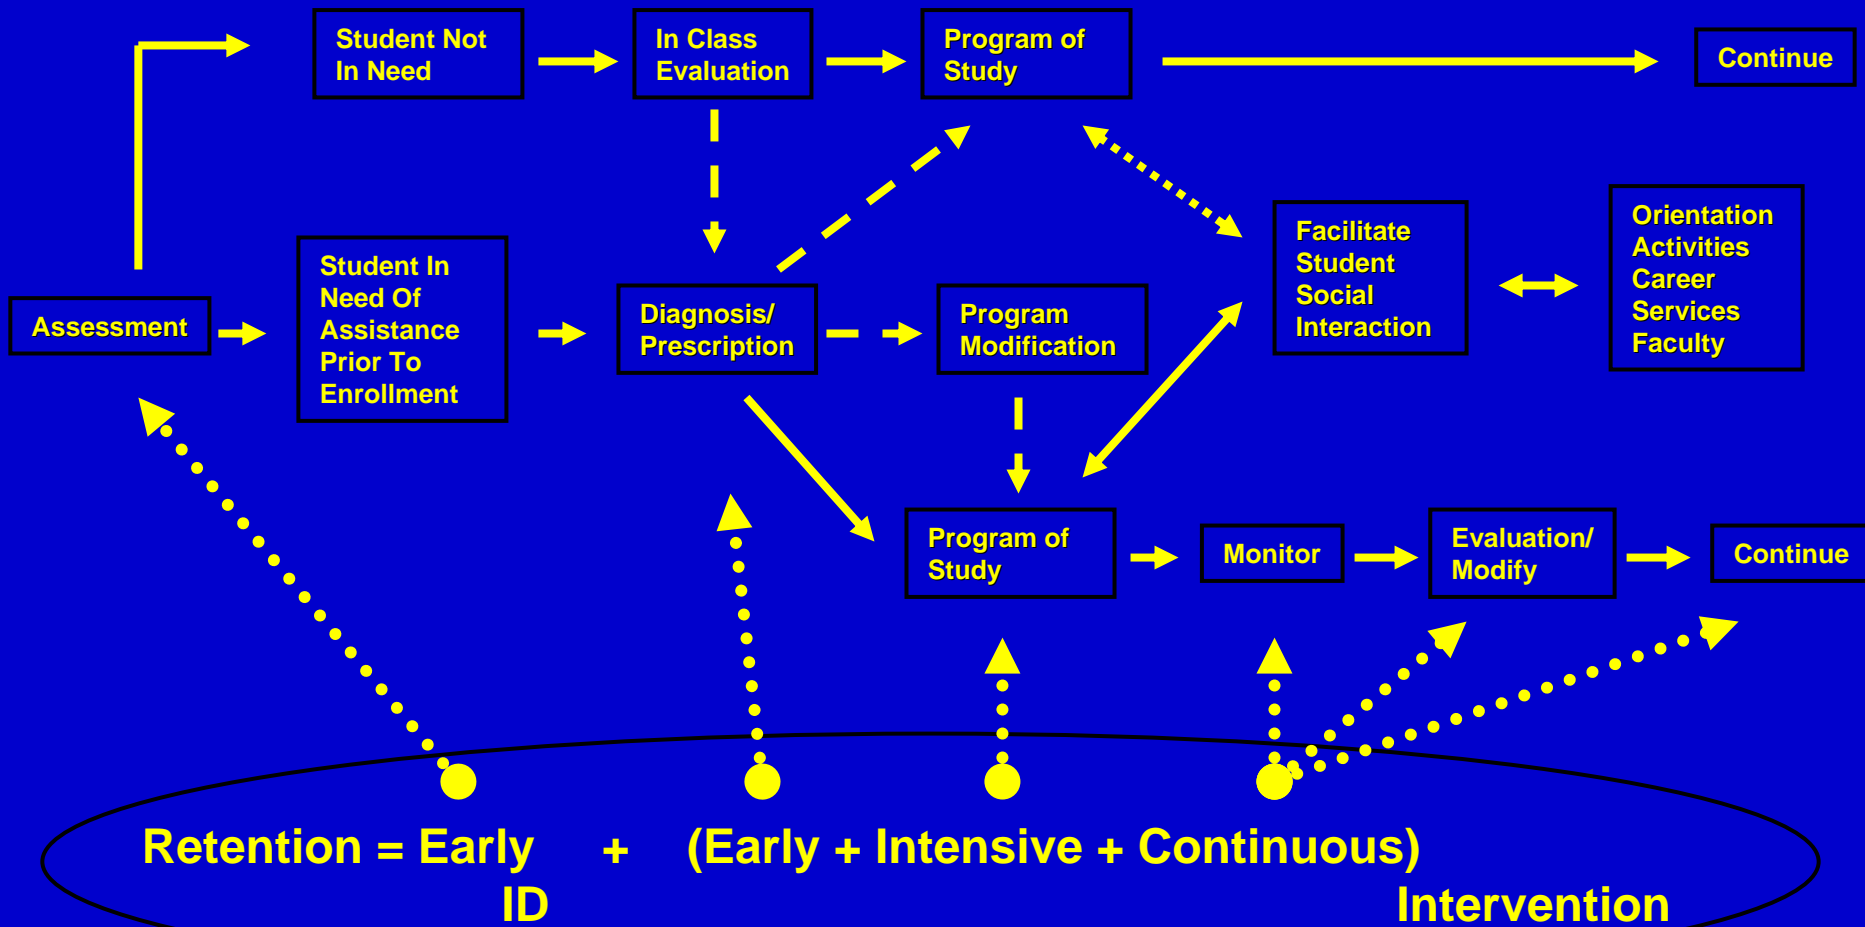 Student Not
In Need
In Class
Evaluation
Program of
Study
Continue
Assessment
Student In
Need Of
Assistance
Prior To
Enrollment
Diagnosis/
Prescription
Program
Modification
Facilitate
Student
Social
Interaction
Orientation
Activities
Career
Services
Faculty
Program of
Study
Monitor
Evaluation/
Modify
Continue
Retention = Early + (Early + Intensive + Continuous)
ID Intervention